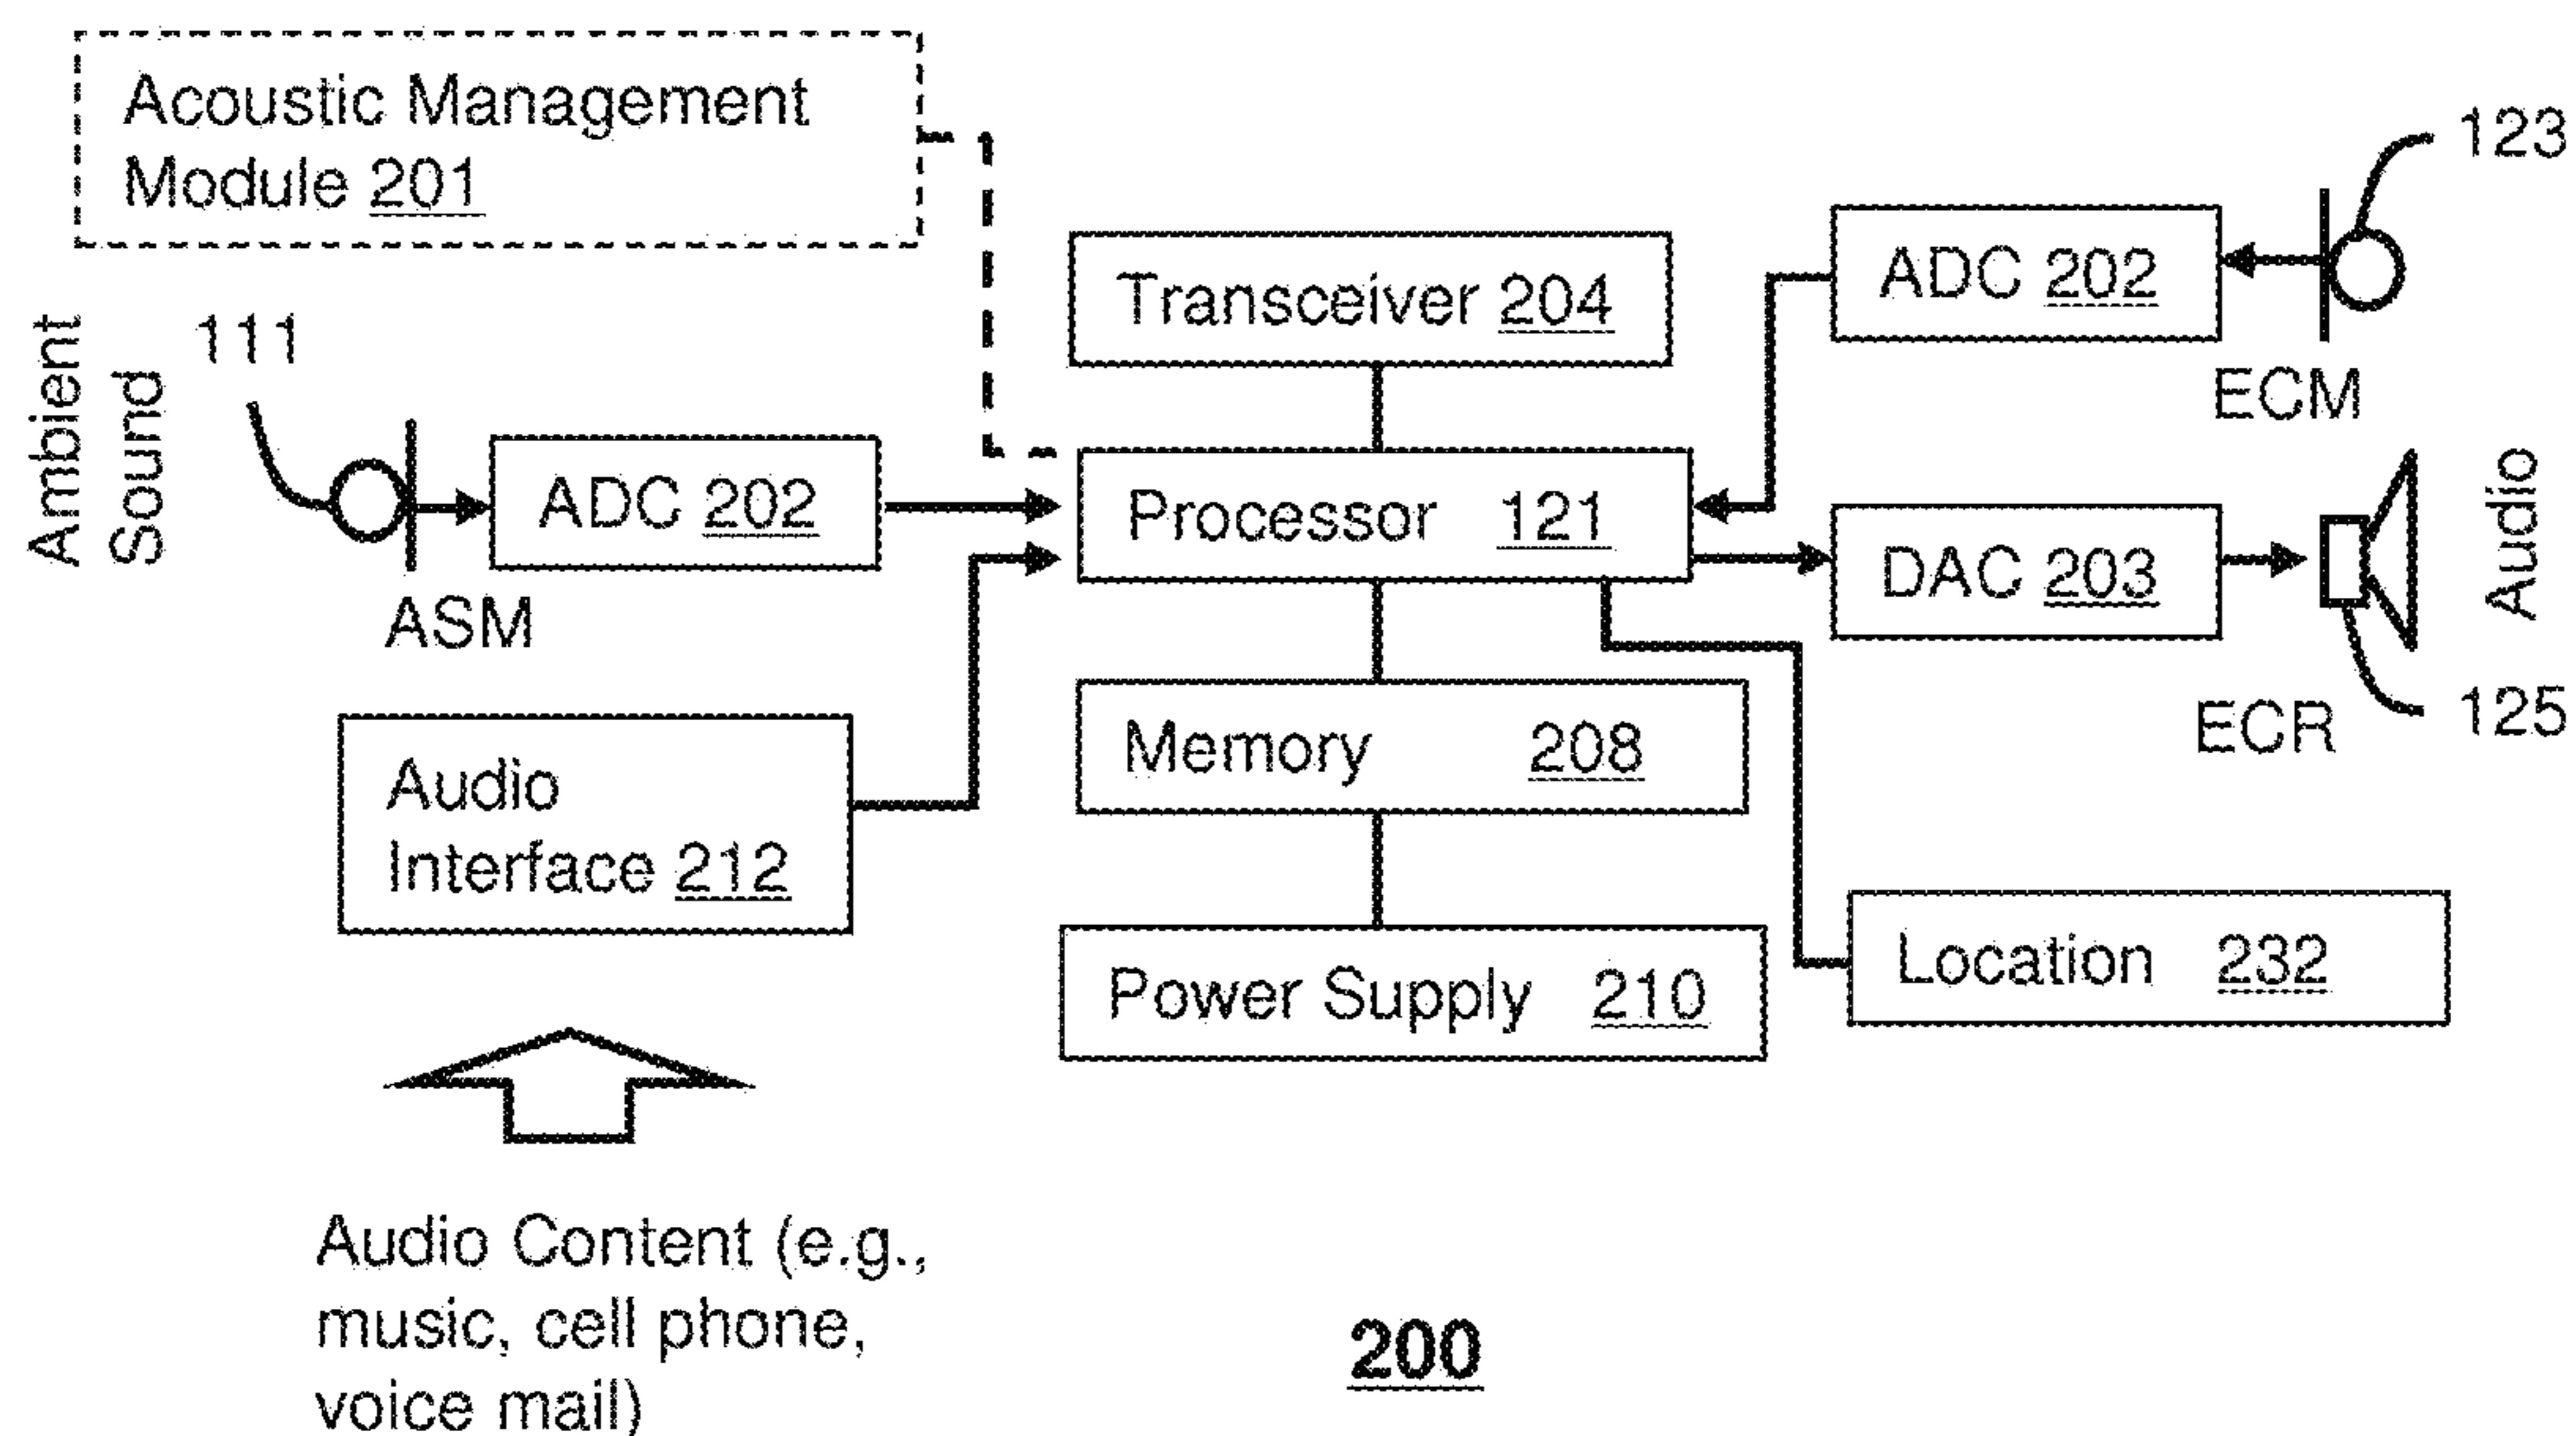 Acoustic Management
Module 201
123
Transceiver 204
ADC 202
ECM
Ambient
Sound
111
ADC 202
ASM
Processor 121
DAC 203
Audio
ECR
125
Audio
Interface 212
Memory 208
Power Supply 210
Location 232
Audio Content (e.g.,
music, cell phone,
voice mail)
200